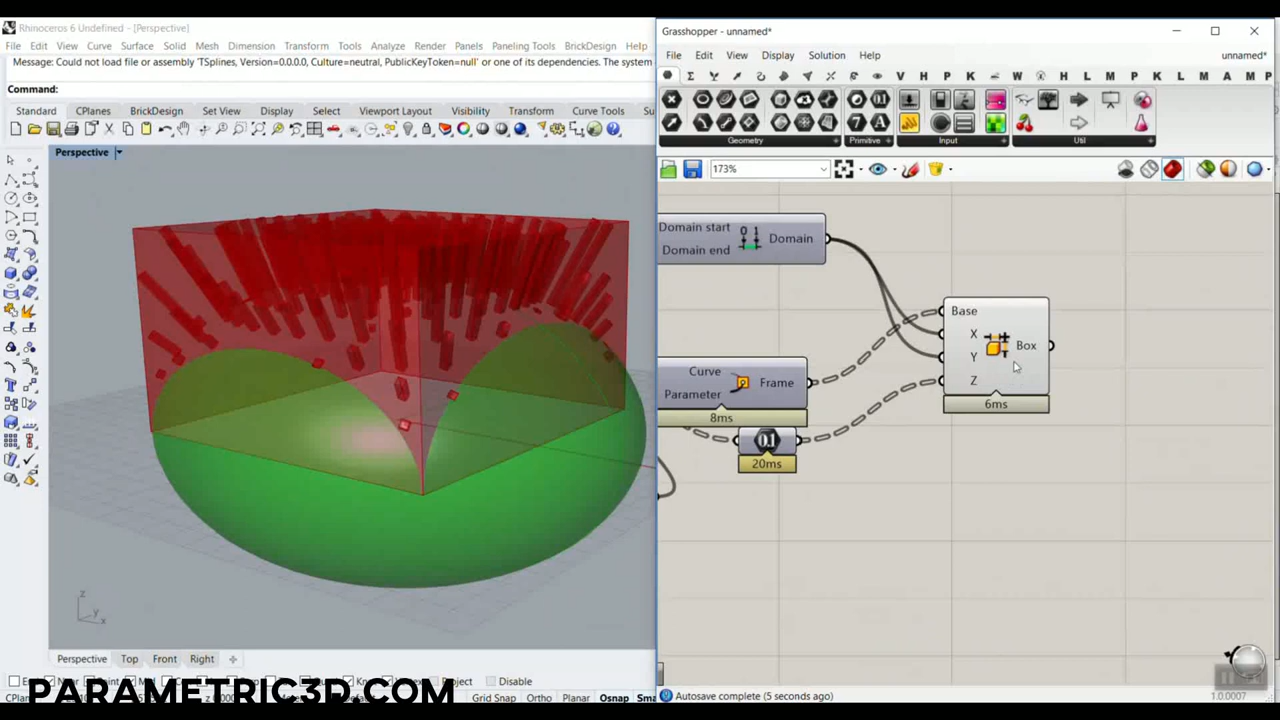 Rhinoceros 6 Undefined - [Perspective]
File Edit View Curve Surface Solid Mesh Dimension Transform Tools Analyze Render Panels Paneling Tools BrickDesign Help
Message: Could not load file or assembly 'TSplines, Version=0.0.0.0, Culture=neutral, PublicKeyToken=null' or one of its dependencies. The system
Command:
Standard CPlanes BrickDesign Set View Display Select Viewport Layout Visibility Transform Curve Tools Su
Perspective
z
y
x
Perspective Top Front Right
Disable
Grid Snap Ortho Planar Osnap Sma
PARAMETRIC3D.COM
Grasshopper - unnamed*
File Edit View Display Solution Help unnamed*
V H P K W H L M P K L M A M P
Geometry Primitive Input Util
173%
Domain start
Domain end
Domain
Curve
Parameter
Frame
8ms
20ms
Base
X
Y
Z
Box
6ms
Autosave complete (5 seconds ago)
1.0.0007